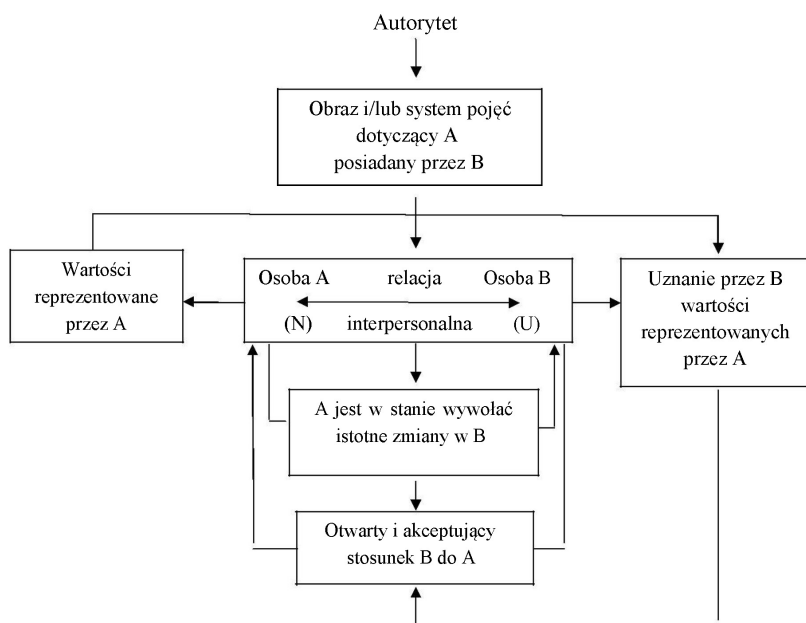 Autorytet
Obraz i/lub system pojęć
dotyczący A
posiadany przez B
Wartości
reprezentowane
przez A
Osoba A relacja Osoba B
(N) interpersonalna (U)
Uznanie przez B
wartości
reprezentowanych
przez A
A jest w stanie wywołać
istotne zmiany w B
Otwarty i akceptujący
stosunek B do A